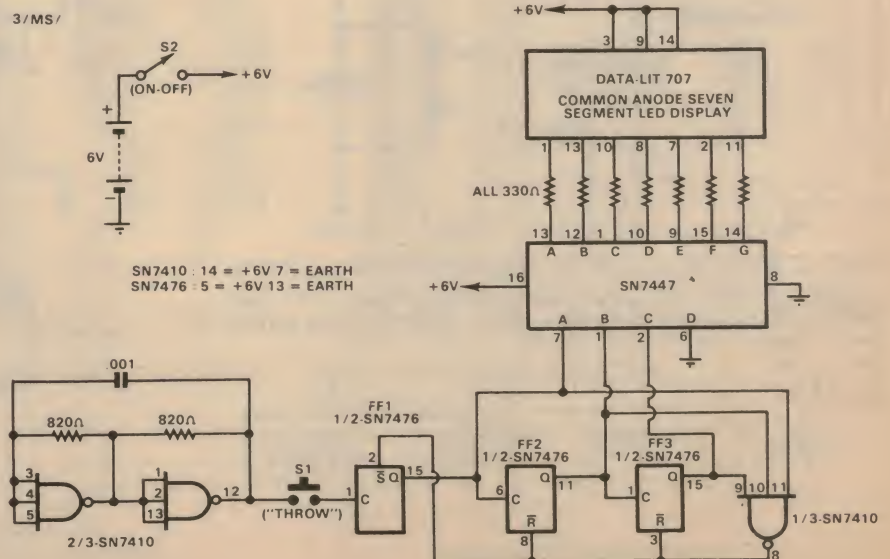 3/MS/
S2
+6V
(ON-OFF)
+
6V
−
SN7410 : 14 = +6V 7 = EARTH
SN7476 : 5 = +6V 13 = EARTH
+6V
3 9 14
DATA-LIT 707
COMMON ANODE SEVEN
SEGMENT LED DISPLAY
1 13 10 8 7 2 11
ALL 330Ω
13 12 1 10 9 15 14
A B C D E F G
+6V 16 SN7447 8
A B C D
7 1 2 6
.001
820Ω 820Ω
3
4
5
1
2
13
12
2/3-SN7410
S1
("THROW")
FF1
1/2-SN7476
2
S̅ Q 15
1 C
FF2
1/2-SN7476
Q 11
6 C
R̅
8
FF3
1/2-SN7476
Q 15
1 C
R̅
3
9 10 11
1/3-SN7410
8